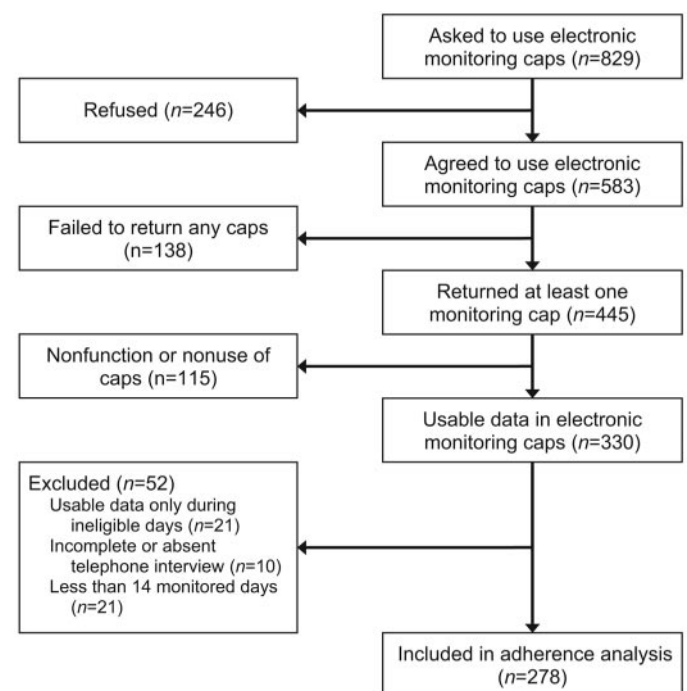 Asked to use electronic
monitoring caps (n=829)
Refused (n=246)
Agreed to use electronic
monitoring caps (n=583)
Failed to return any caps
(n=138)
Returned at least one
monitoring cap (n=445)
Nonfunction or nonuse of
caps (n=115)
Usable data in electronic
monitoring caps (n=330)
Excluded (n=52)
Usable data only during
ineligible days (n=21)
Incomplete or absent
telephone interview (n=10)
Less than 14 monitored days
(n=21)
Included in adherence analysis
(n=278)